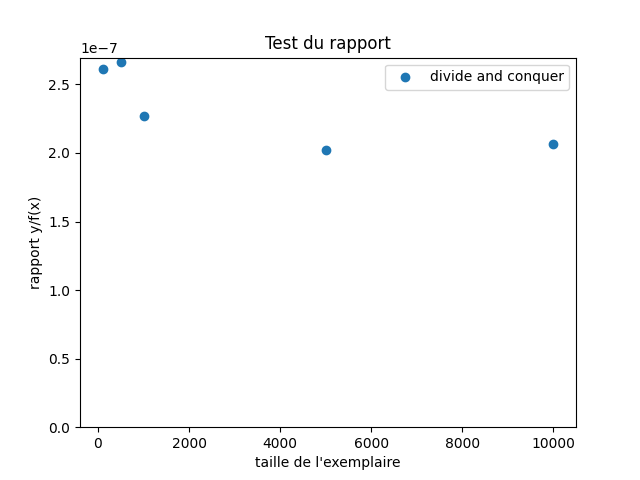 Test du rapport
1e−7
divide and conquer
2.5
2.0
1.5
1.0
0.5
0.0
rapport y/f(x)
0 2000 4000 6000 8000 10000
taille de l'exemplaire